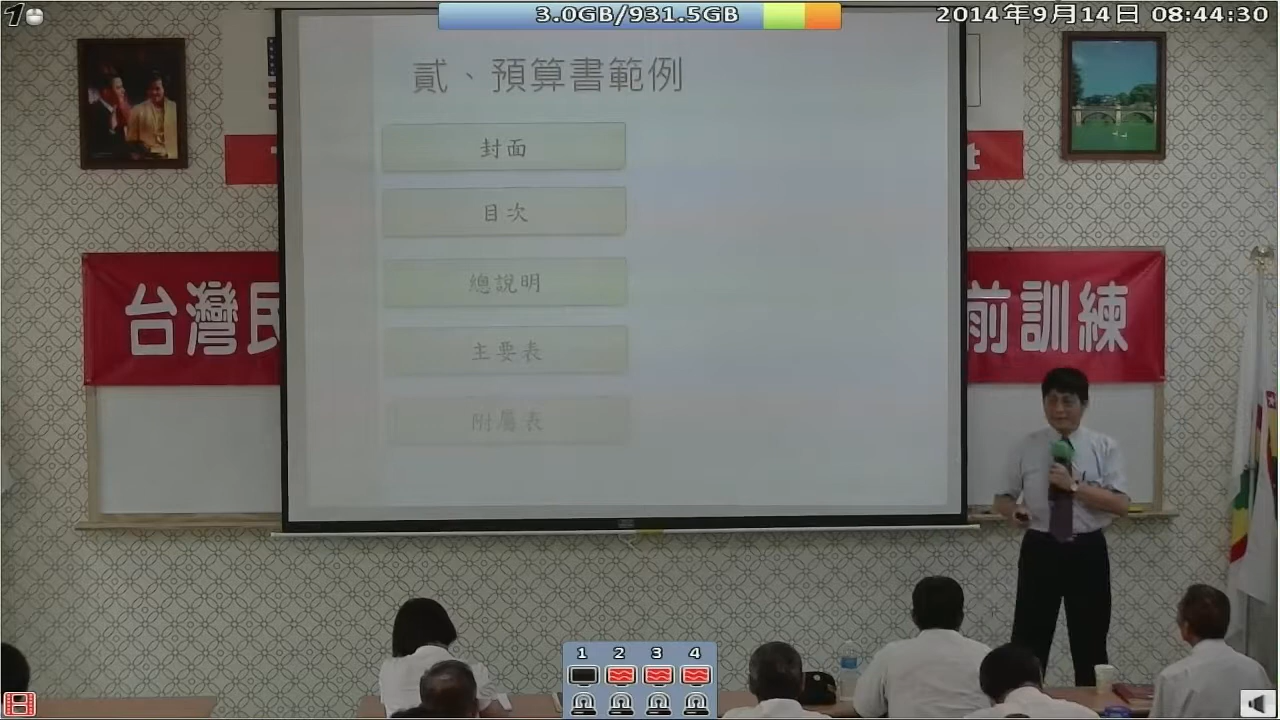 1
3.0GB/931.5GB
2014年9月14日 08:44:30
貳、預算書範例
封面
目次
總說明
主要表
附屬表
台灣民
前訓練
t
1 2 3 4